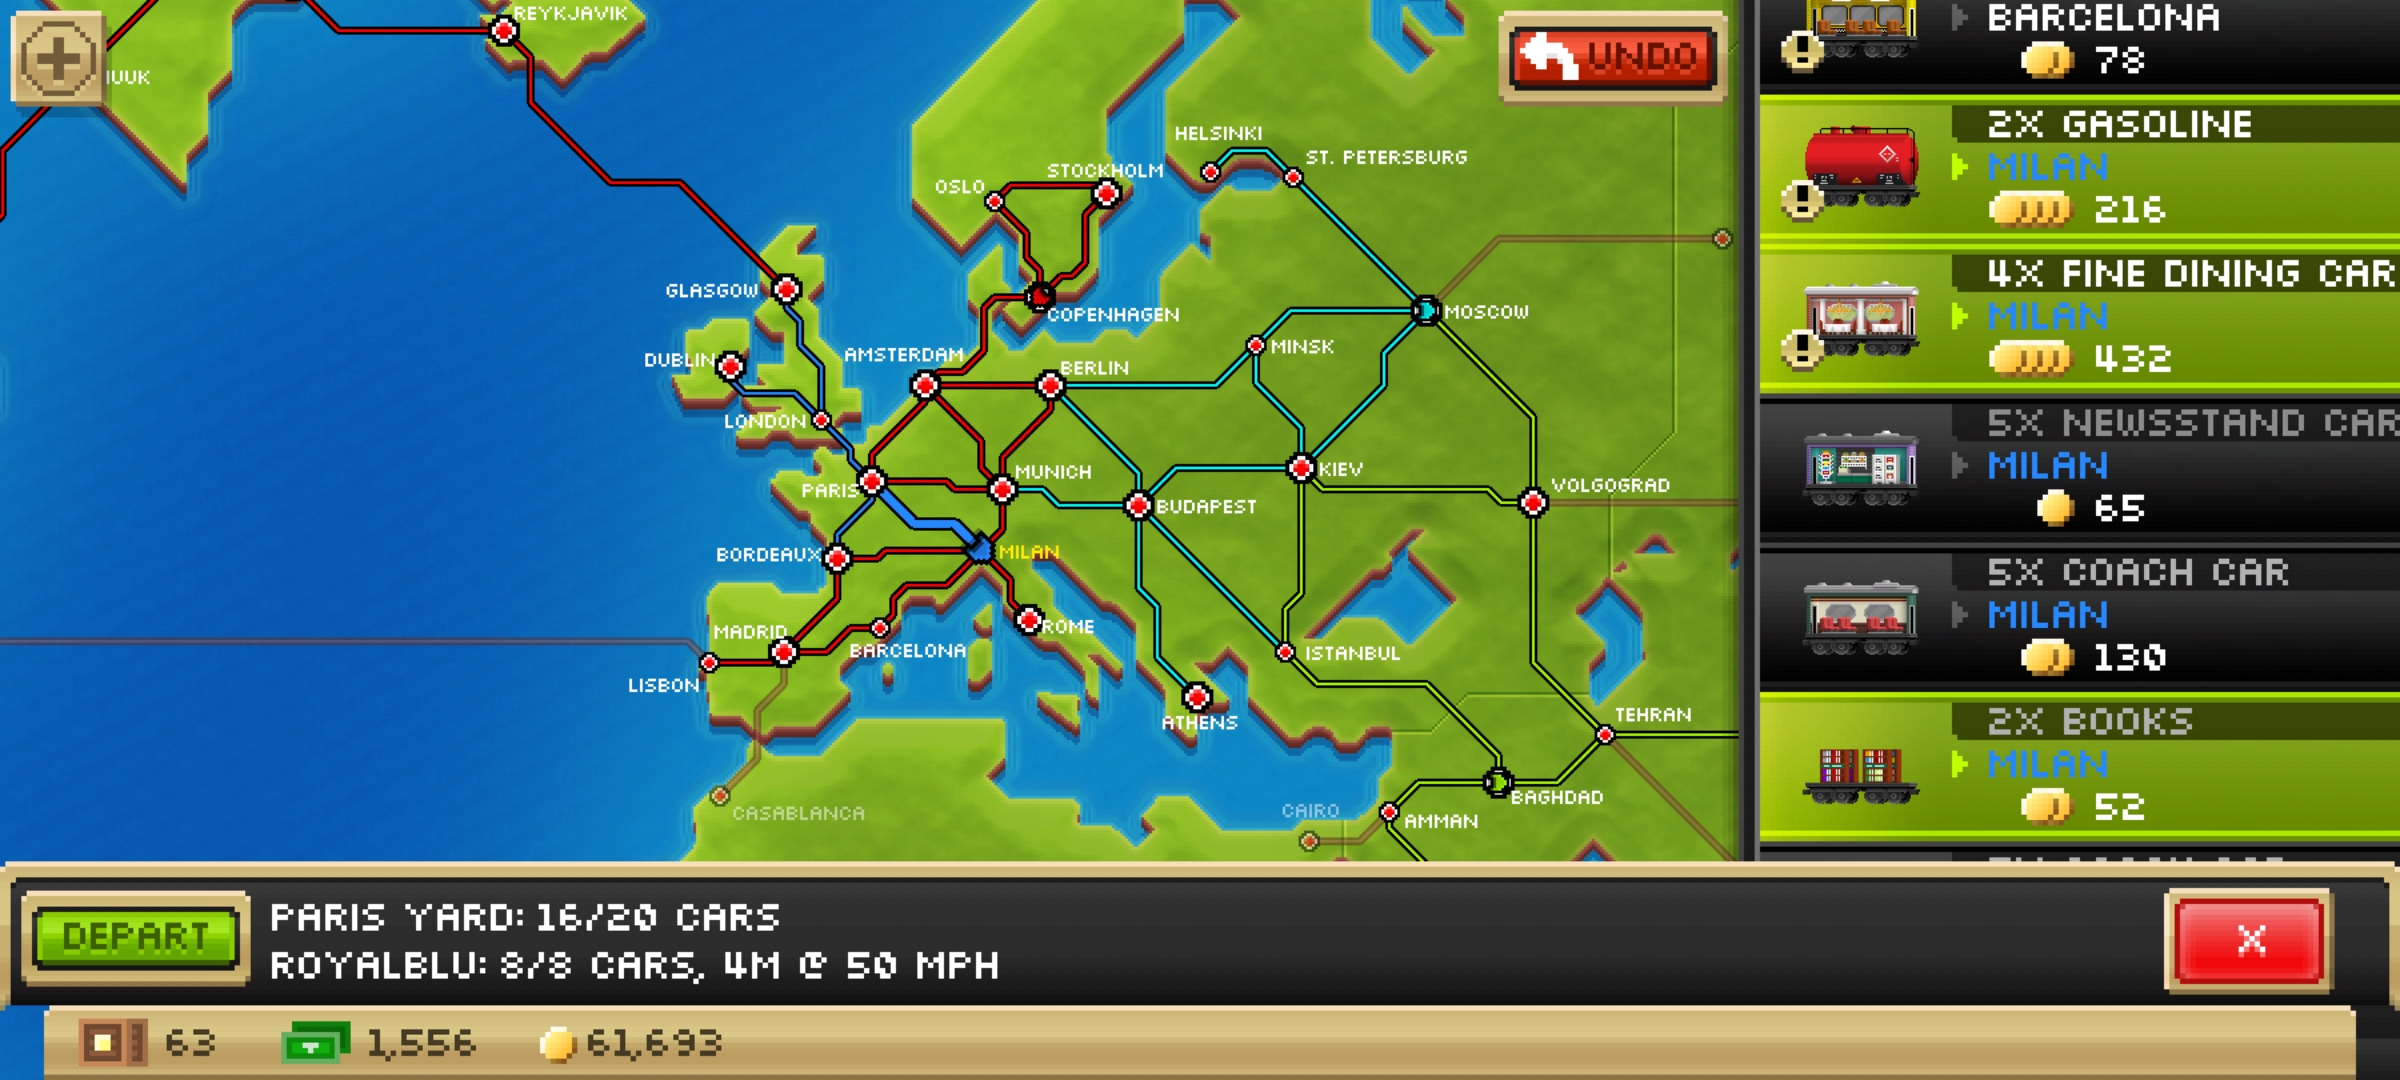 REYKJAVIK
UNDO
HELSINKI
ST. PETERSBURG
STOCKHOLM
OSLO
GLASGOW
COPENHAGEN
MOSCOW
DUBLIN
AMSTERDAM
BERLIN
MINSK
LONDON
PARIS
MUNICH
KIEV
BUDAPEST
VOLGOGRAD
BORDEAUX
MILAN
MADRID
BARCELONA
ROME
ISTANBUL
LISBON
ATHENS
TEHRAN
CASABLANCA
CAIRO
AMMAN
BAGHDAD
BARCELONA
78
2X GASOLINE
MILAN
216
4X FINE DINING CAR
MILAN
432
5X NEWSSTAND CAR
MILAN
65
5X COACH CAR
MILAN
130
2X BOOKS
MILAN
52
DEPART
PARIS YARD: 16/20 CARS
ROYALBLU: 8/8 CARS, 4M @ 50 MPH
X
63
1,556
61,693